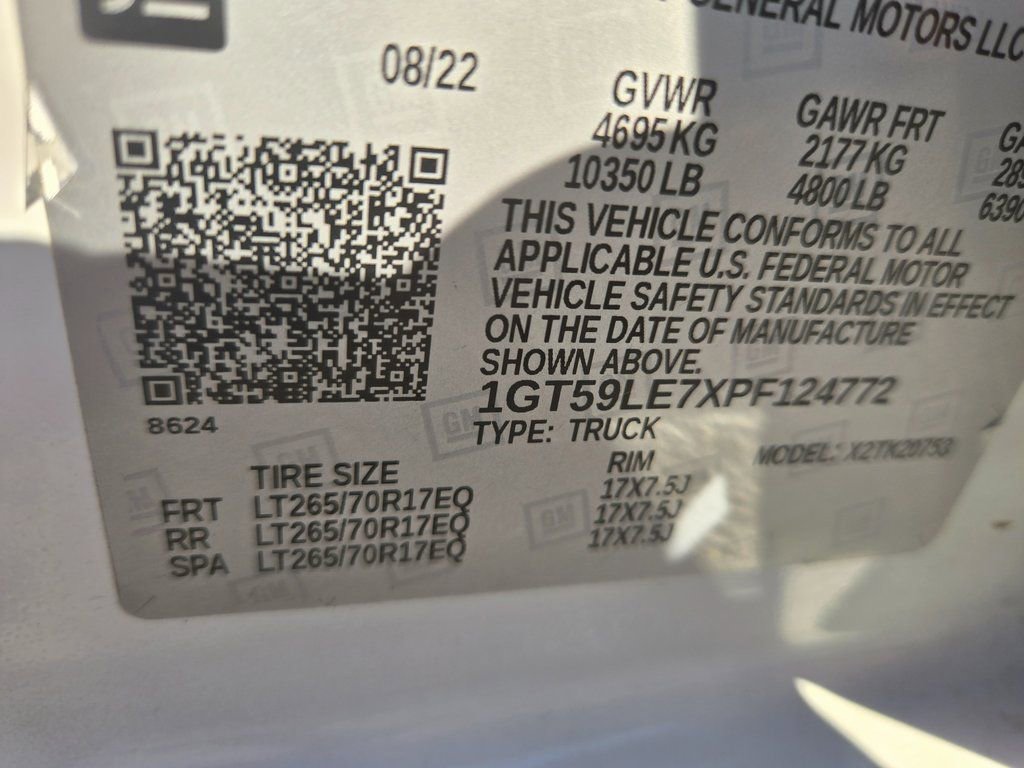 GENERAL MOTORS LLC
08/22
GVWR
4695 KG
10350 LB
GAWR FRT
2177 KG
4800 LB
THIS VEHICLE CONFORMS TO ALL
APPLICABLE U.S. FEDERAL MOTOR
VEHICLE SAFETY STANDARDS IN EFFECT
ON THE DATE OF MANUFACTURE
SHOWN ABOVE.
1GT59LE7XPF124772
TYPE: TRUCK
MODEL: X2TK20753
8624
TIRE SIZE RIM
FRT LT265/70R17EQ 17X7.5J
RR LT265/70R17EQ 17X7.5J
SPA LT265/70R17EQ 17X7.5J
GM